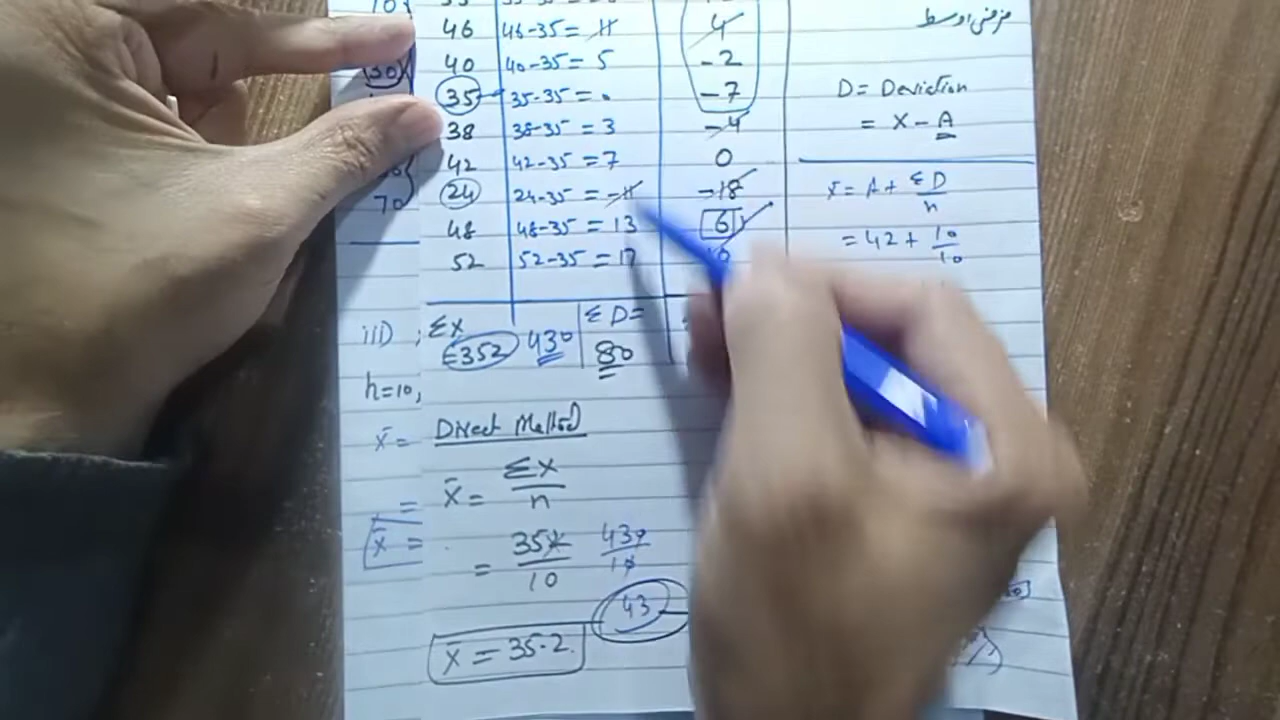 46 46-35 = 11 4
40 40-35 = 5 -2
35 35-35 = 0 -7
38 38-35 = 3 -4
42 42-35 = 7 0
24 24-35 = -11 -18
48 48-35 = 13 6
52 52-35 = 17
70
Σx
352 430
ΣD=
80
iiD ;
h=10,
x̄ =
=
x̄ =
Direct Method
x̄ = Σx/n
= 352/10 430/10
43
x̄ = 35.2
فرضی اوسط
D = Deviation
= X - A
x̄ = A + ΣD/n
= 42 + 10/10